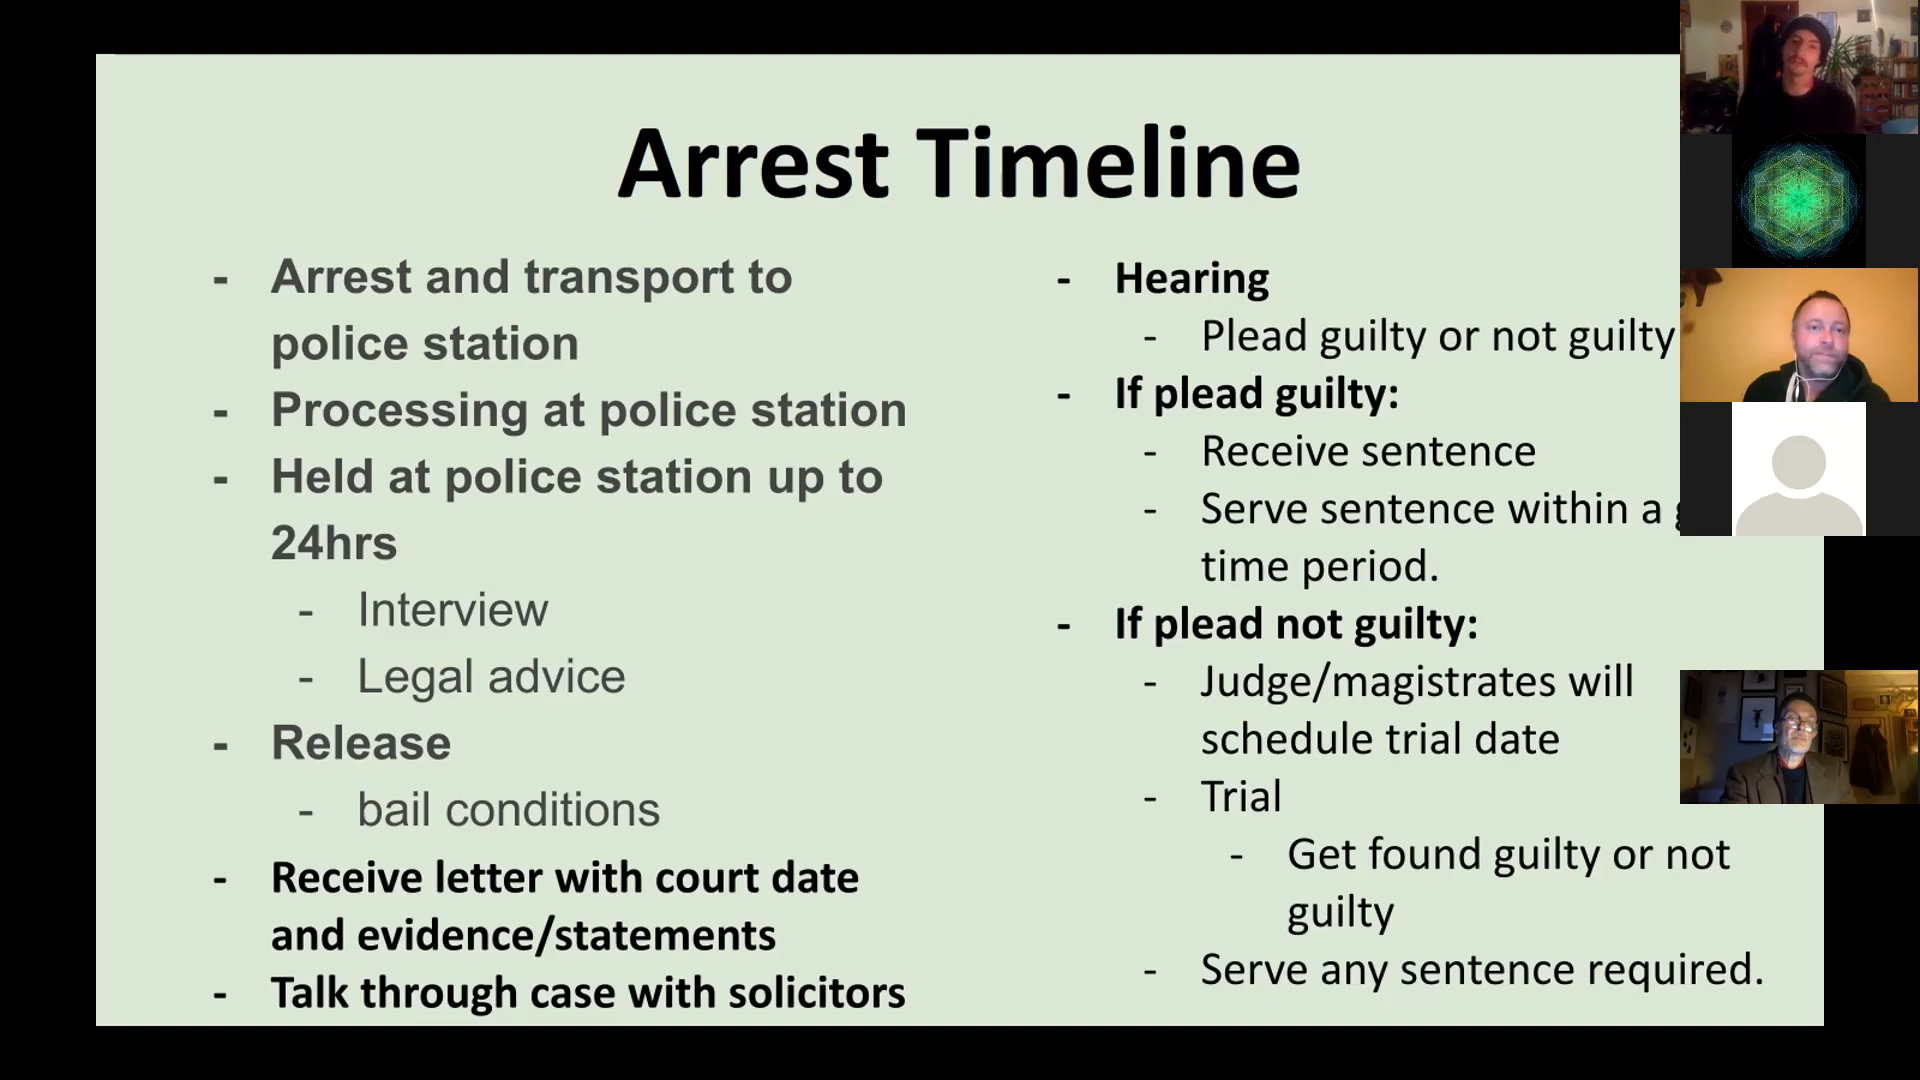 Arrest Timeline
- Arrest and transport to
police station
- Processing at police station
- Held at police station up to
24hrs
- Interview
- Legal advice
- Release
- bail conditions
- Receive letter with court date
and evidence/statements
- Talk through case with solicitors
- Hearing
- Plead guilty or not guilty
- If plead guilty:
- Receive sentence
- Serve sentence within a
time period.
- If plead not guilty:
- Judge/magistrates will
schedule trial date
- Trial
- Get found guilty or not
guilty
- Serve any sentence required.